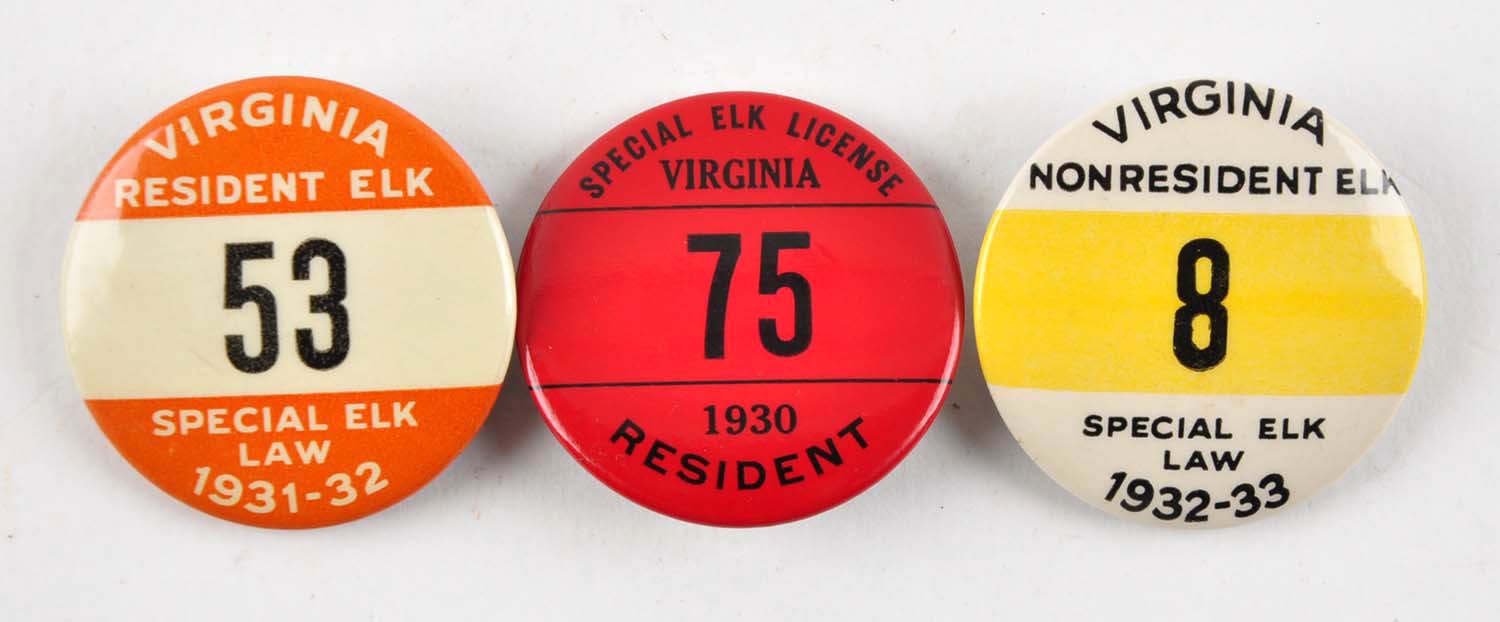 VIRGINIA
RESIDENT ELK
53
SPECIAL ELK
LAW
1931-32
SPECIAL ELK LICENSE
VIRGINIA
75
1930
RESIDENT
VIRGINIA
NONRESIDENT ELK
8
SPECIAL ELK
LAW
1932-33